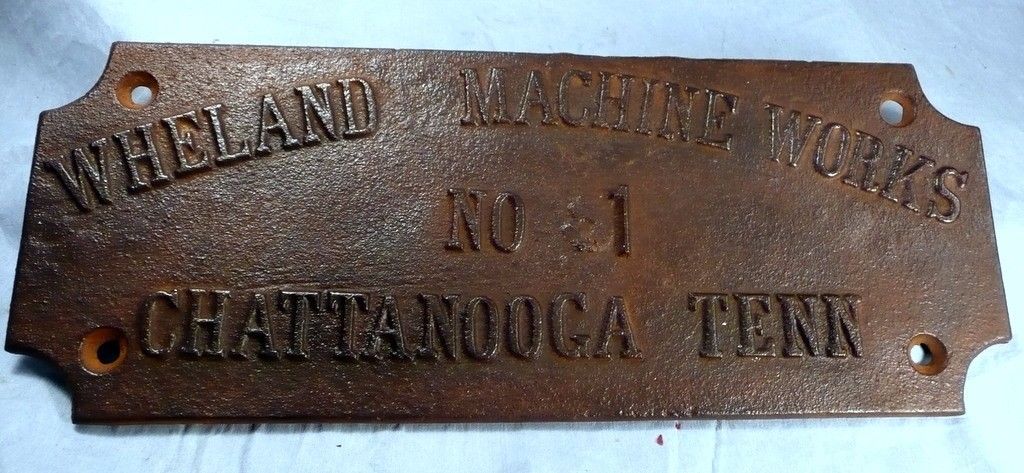 WHELAND MACHINE WORKS
NO 1
CHATTANOOGA TENN